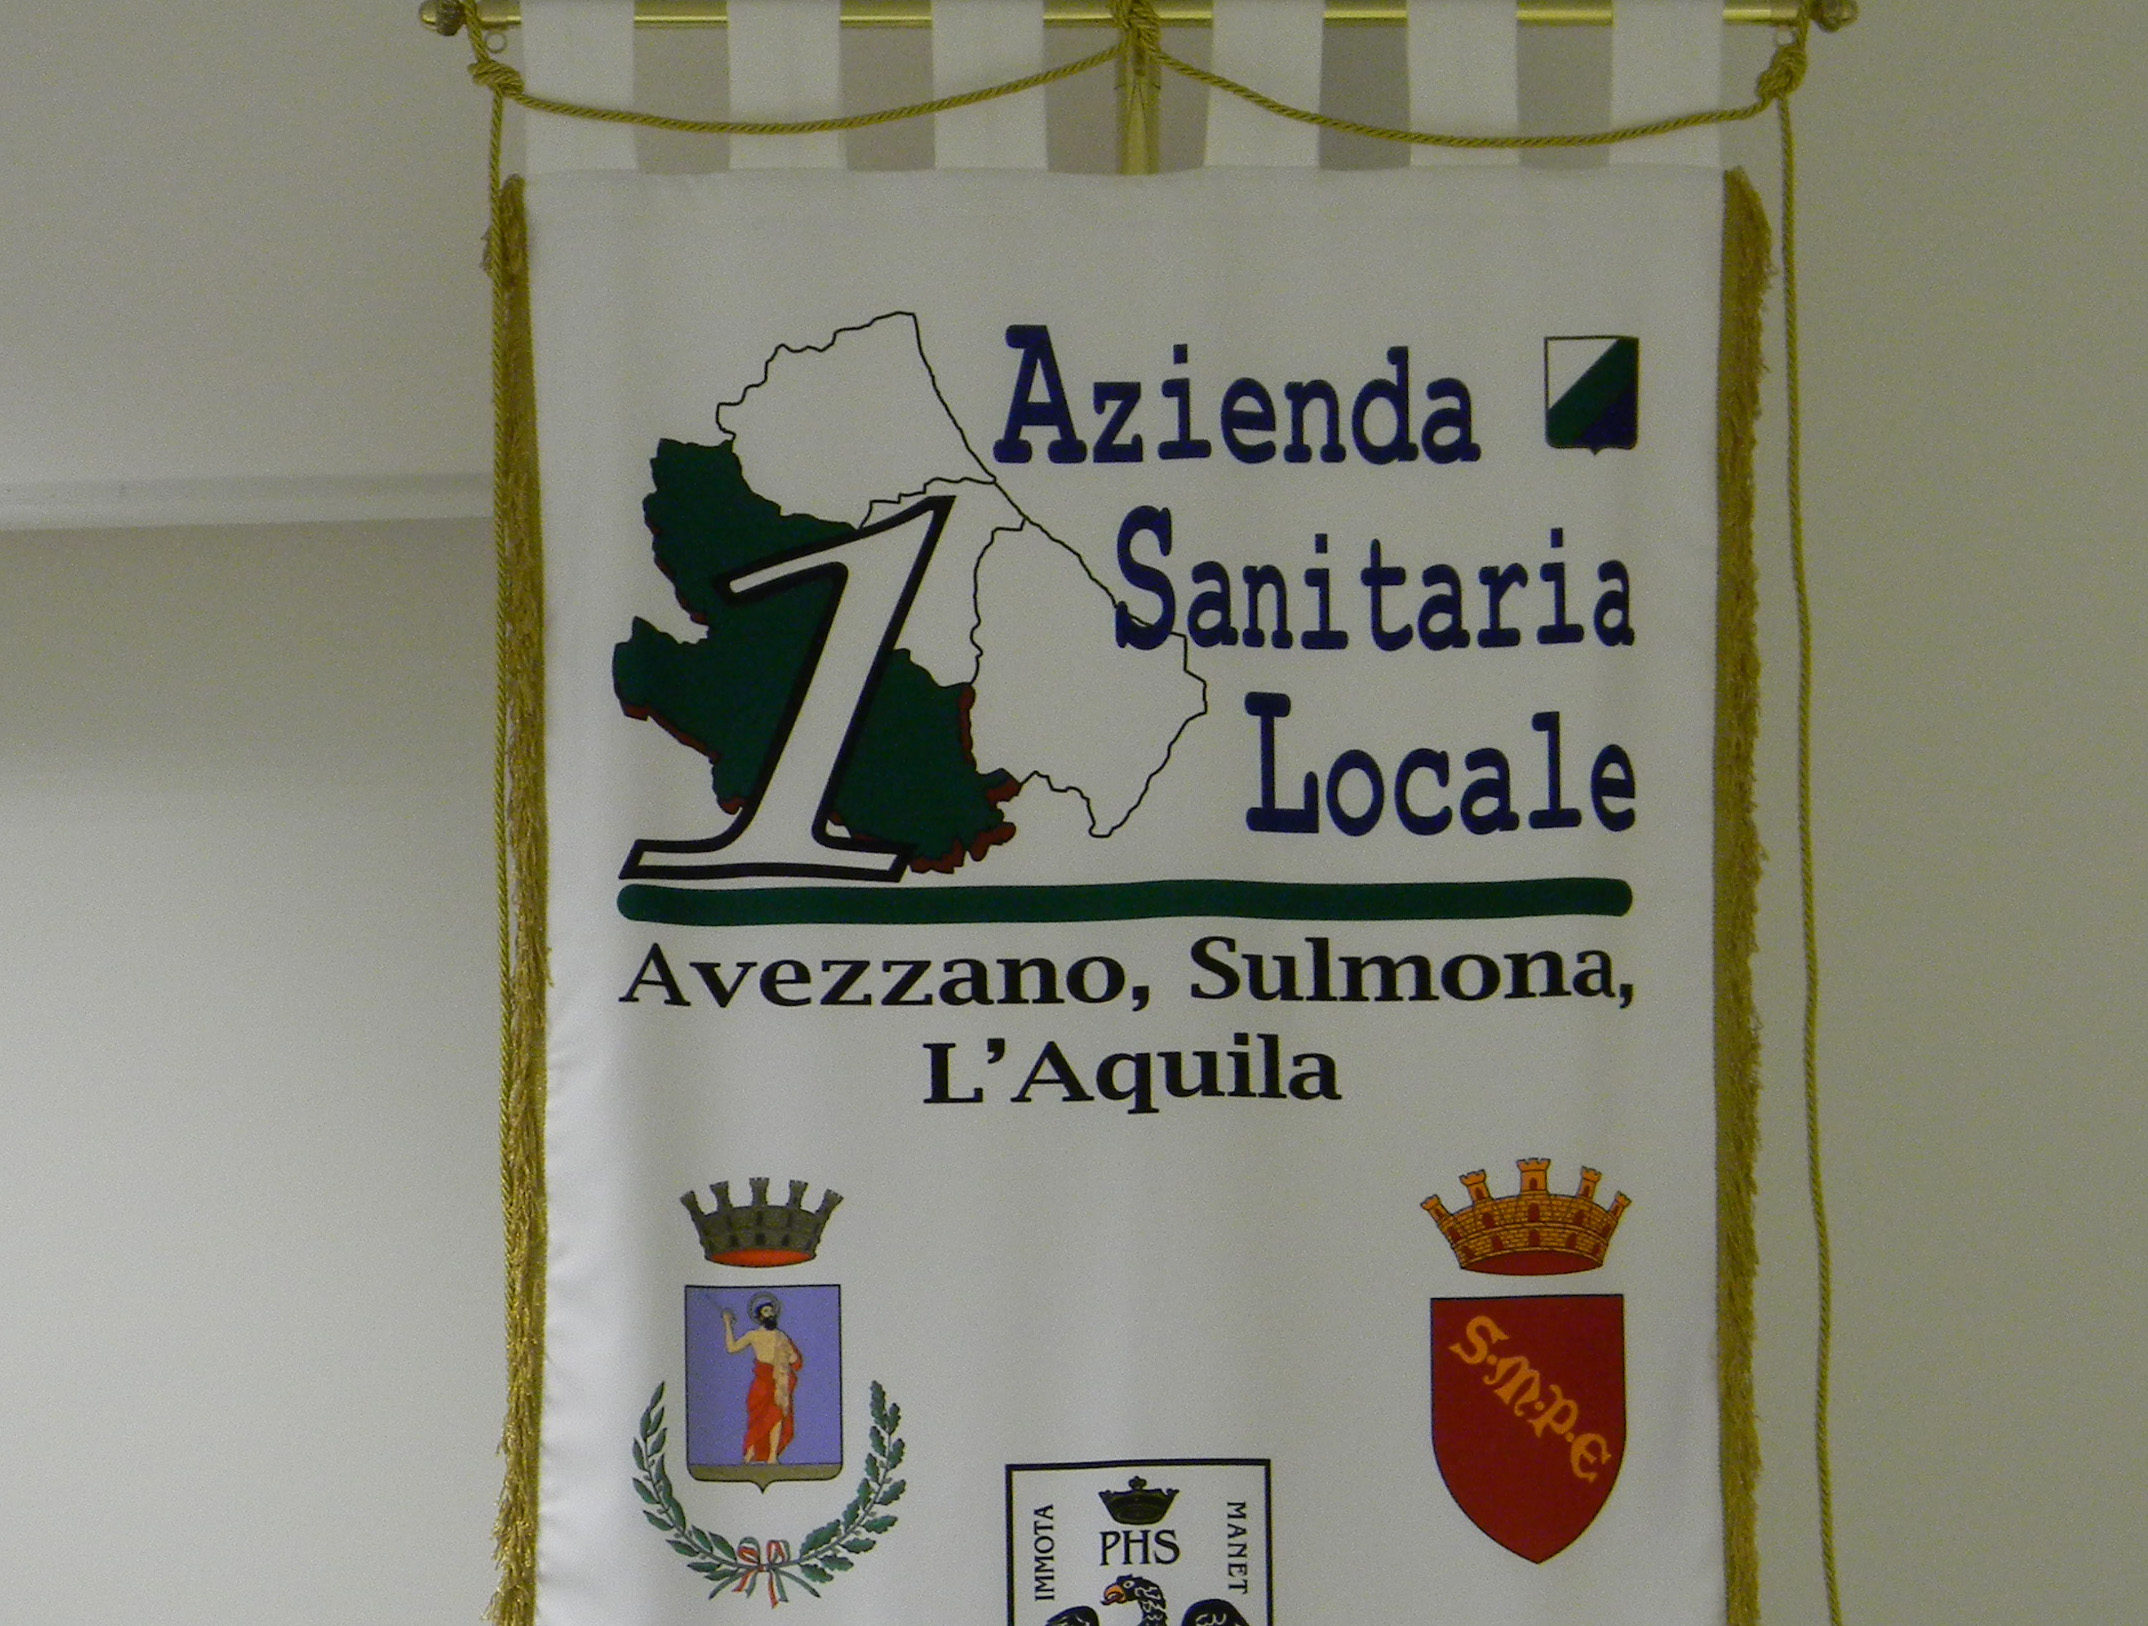 Azienda
Sanitaria
Locale
1
Avezzano, Sulmona,
L'Aquila
S.M.P.E
IMMOTA
PHS
MANET